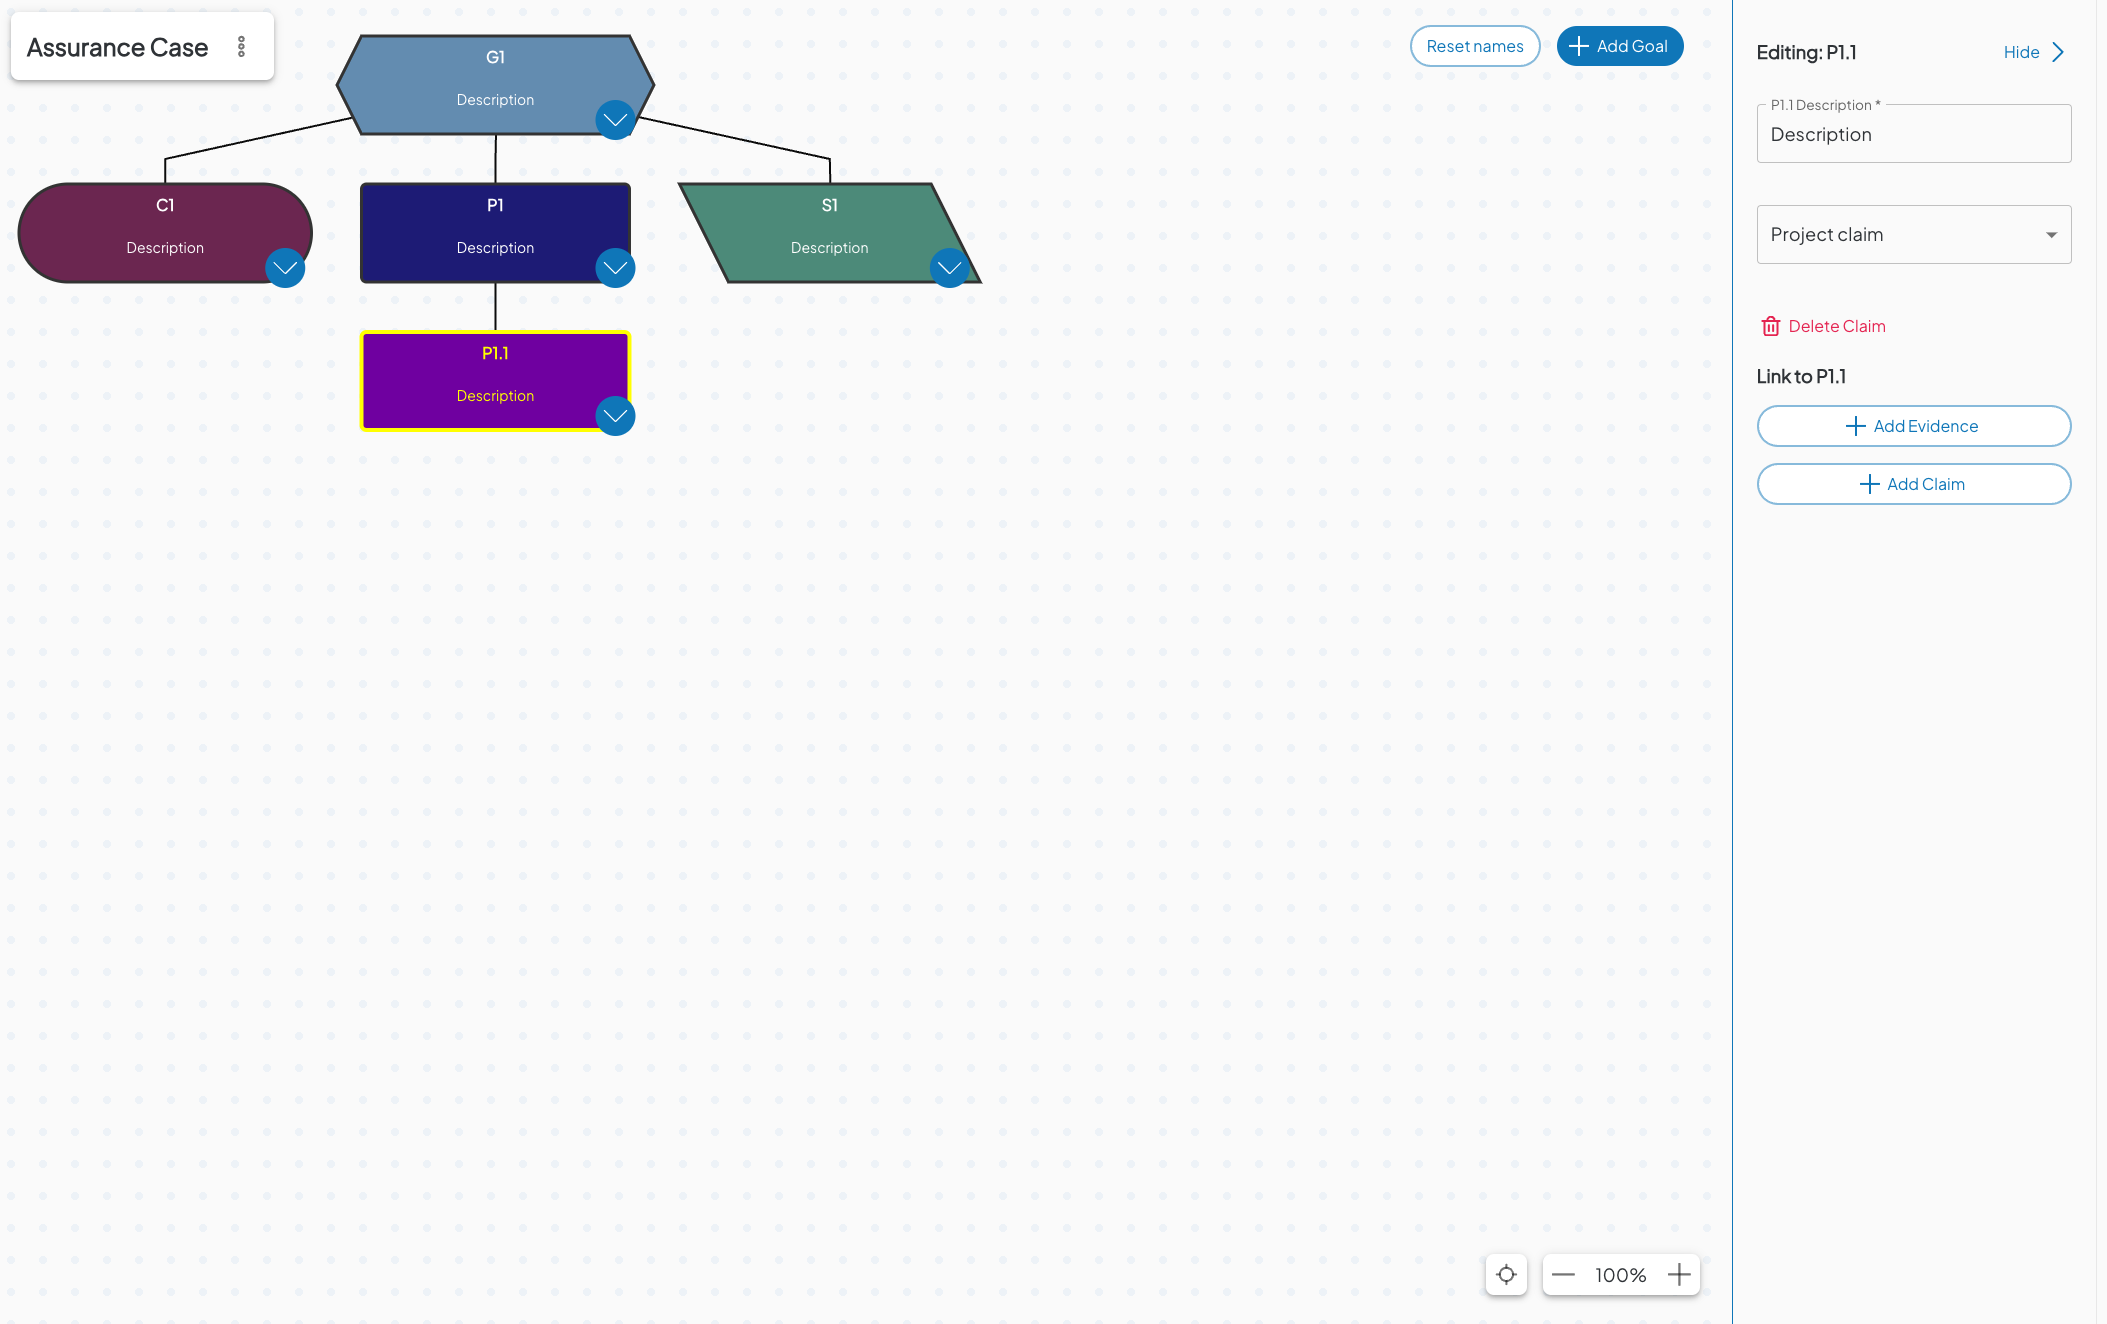 Assurance Case
G1
Description
Reset names
Add Goal
C1
Description
P1
Description
S1
Description
P1.1
Description
100%
Editing: P1.1
Hide
P1.1 Description *
Description
Project claim
Delete Claim
Link to P1.1
Add Evidence
Add Claim